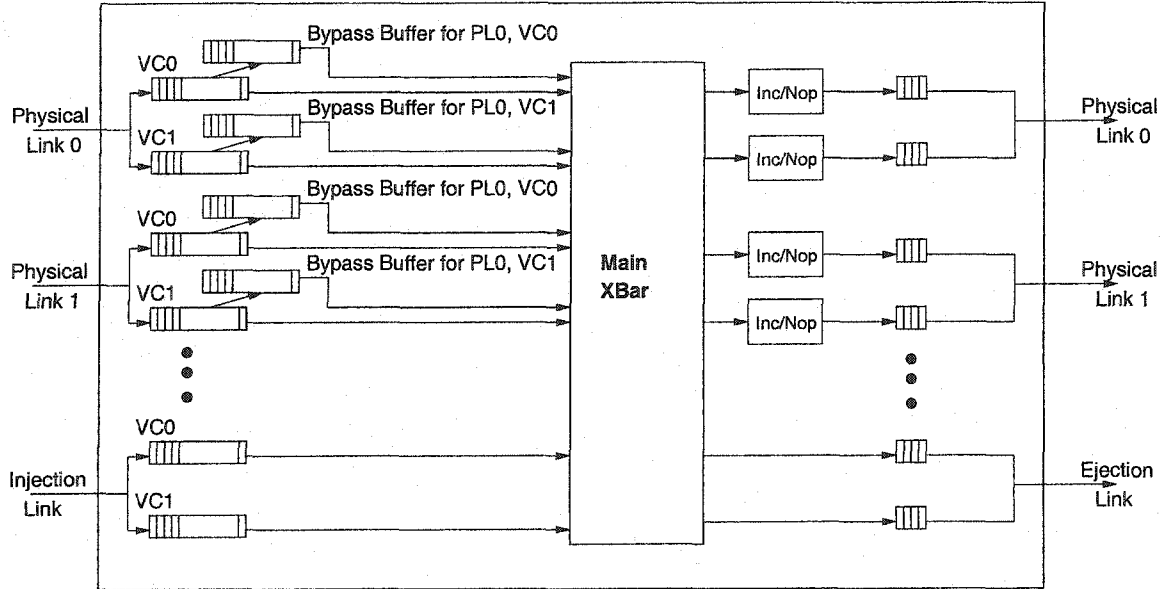 Bypass Buffer for PL0, VC0
VC0
Inc/Nop
Physical
Link 0
Bypass Buffer for PL0, VC1
VC1
Inc/Nop
Physical
Link 0
Bypass Buffer for PL0, VC0
VC0
Inc/Nop
Physical
Link 1
Bypass Buffer for PL0, VC1
VC1
Main
XBar
Inc/Nop
Physical
Link 1
VC0
Injection
Link
VC1
Ejection
Link